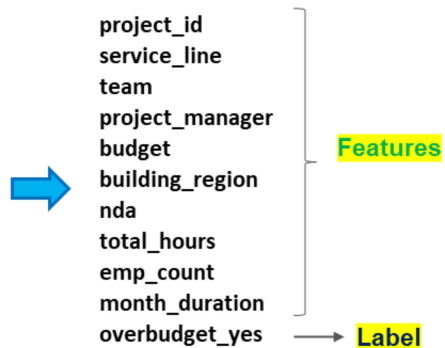 project_id
service_line
team
project_manager
budget
building_region
nda
total_hours
emp_count
month_duration
overbudget_yes
Features
Label